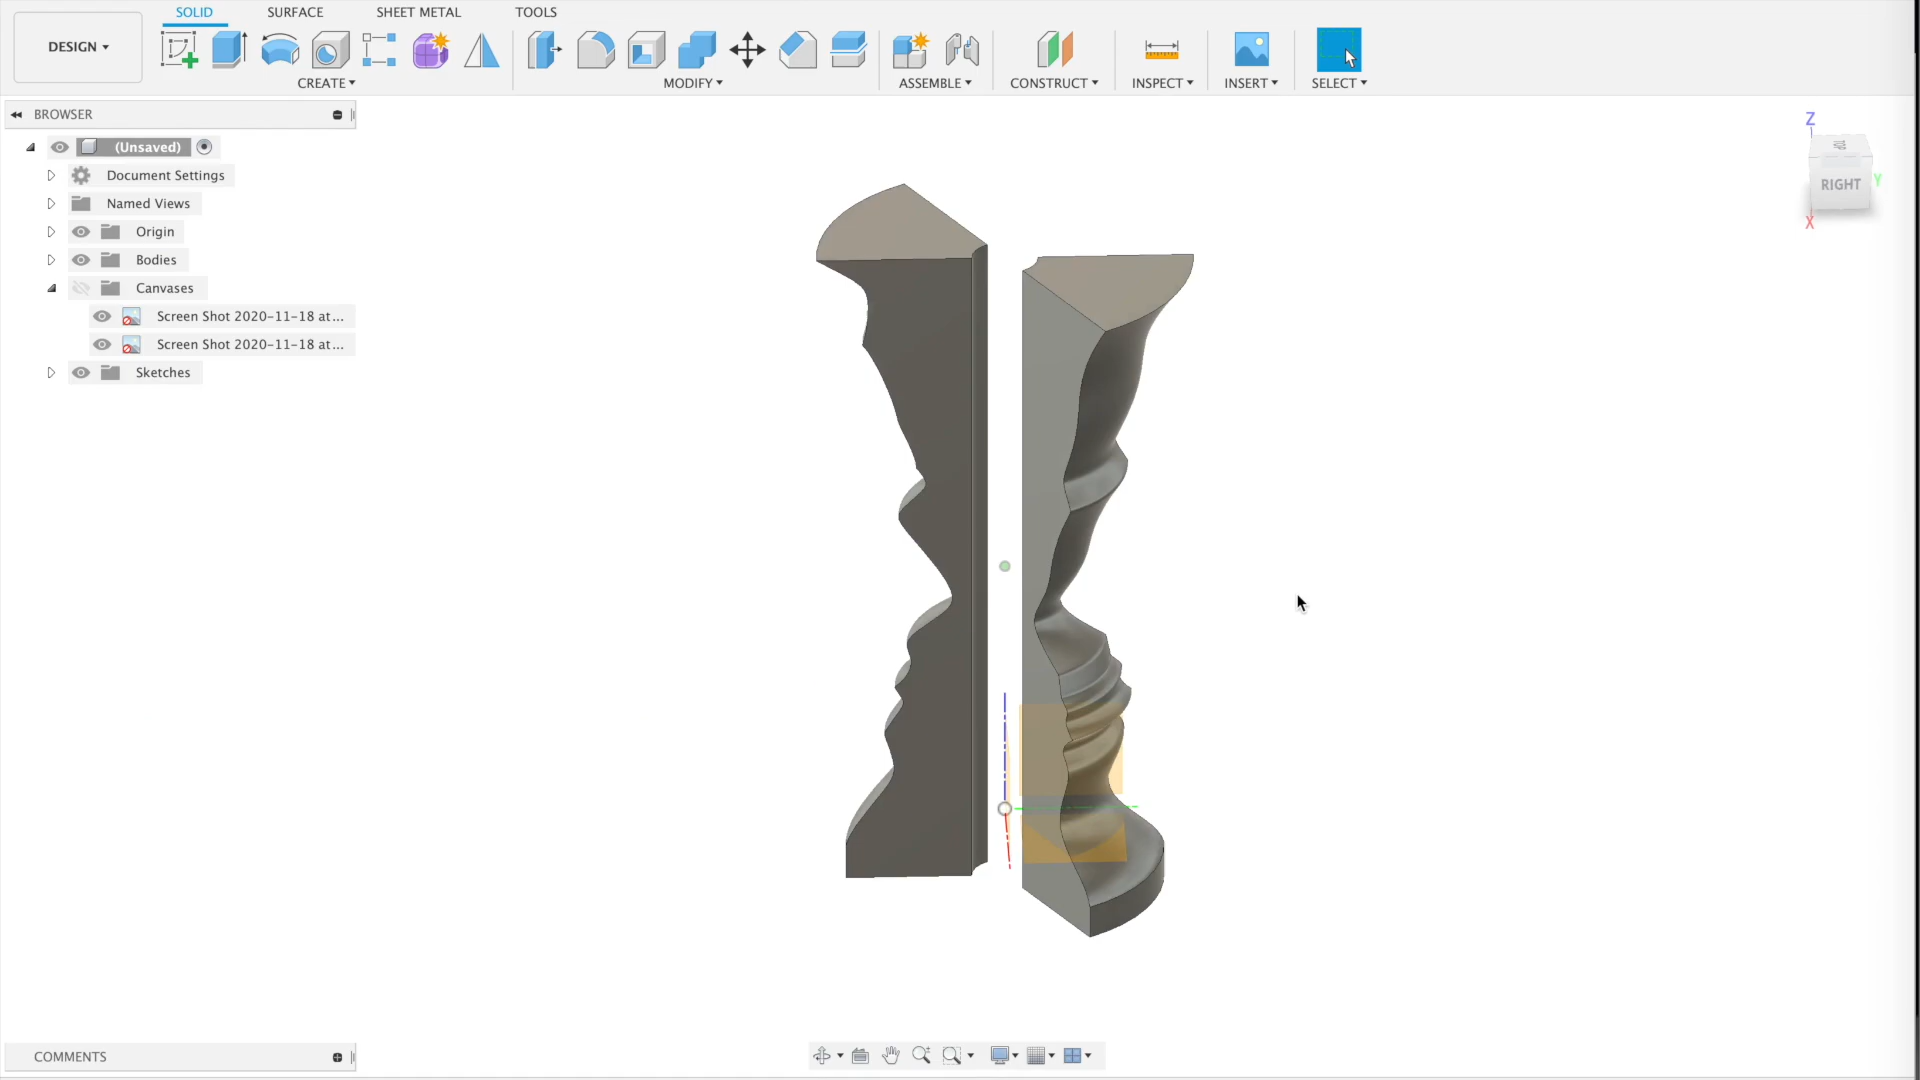 SOLID SURFACE SHEET METAL TOOLS
DESIGN
CREATE MODIFY ASSEMBLE CONSTRUCT INSPECT INSERT SELECT
BROWSER
(Unsaved)
Document Settings
Named Views
Origin
Bodies
Canvases
Screen Shot 2020-11-18 at...
Screen Shot 2020-11-18 at...
Sketches
Z
TOP
RIGHT
Y
X
COMMENTS